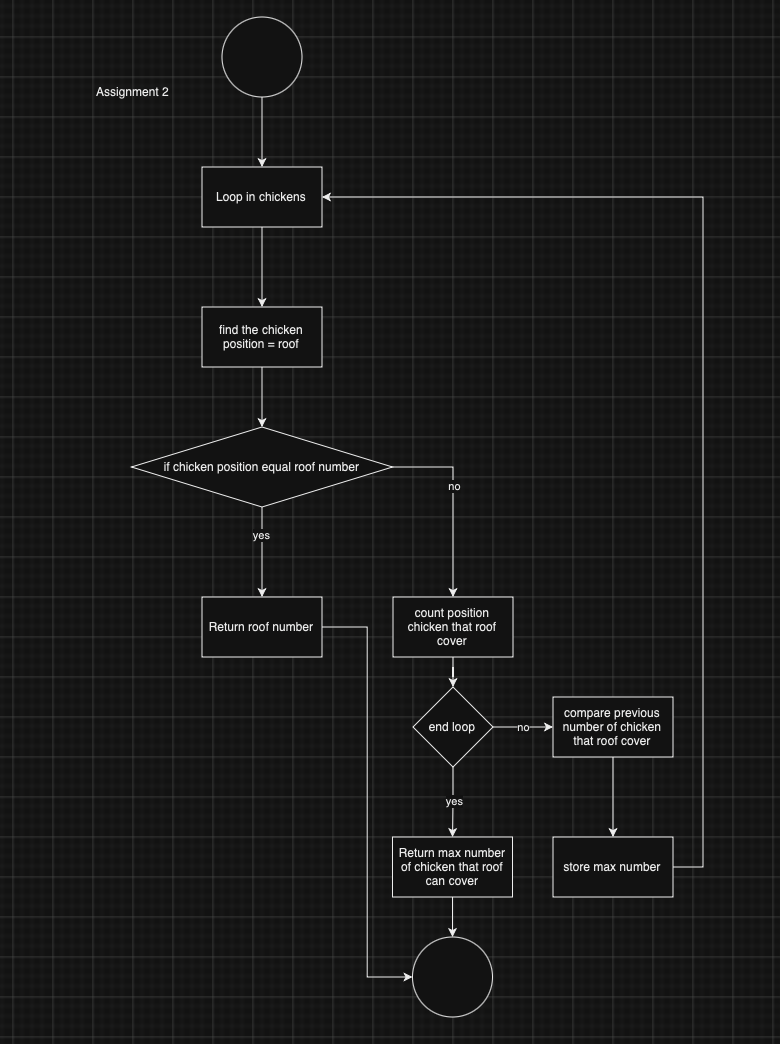 Assignment 2
Loop in chickens
find the chicken
position = roof
if chicken position equal roof number
no
yes
Return roof number
count position
chicken that roof
cover
end loop
no
compare previous
number of chicken
that roof cover
yes
Return max number
of chicken that roof
can cover
store max number